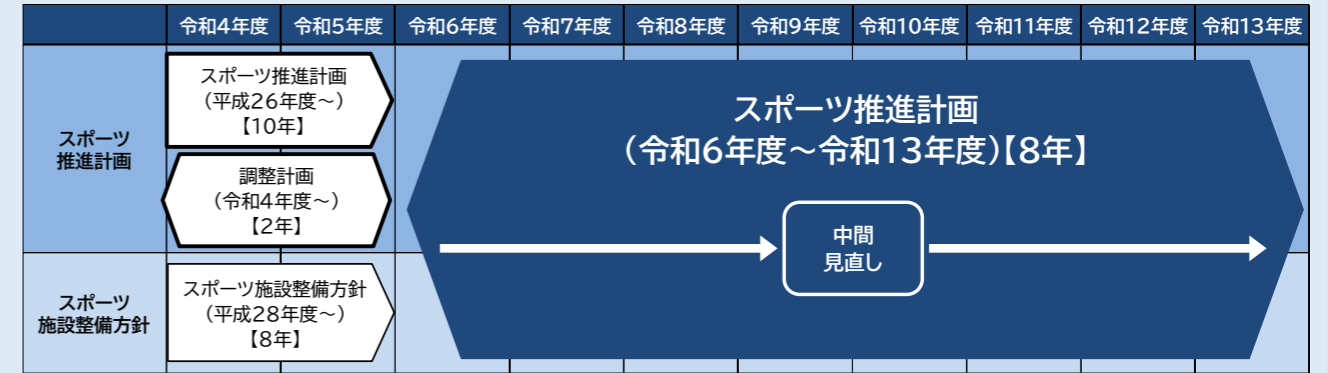 令和4年度 令和5年度 令和6年度 令和7年度 令和8年度 令和9年度 令和10年度 令和11年度 令和12年度 令和13年度
スポーツ
推進計画
スポーツ推進計画
（平成26年度～）
【10年】
調整計画
（令和4年度～）
【2年】
スポーツ推進計画
（令和6年度～令和13年度）【8年】
中間
見直し
スポーツ
施設整備方針
スポーツ施設整備方針
（平成28年度～）
【8年】